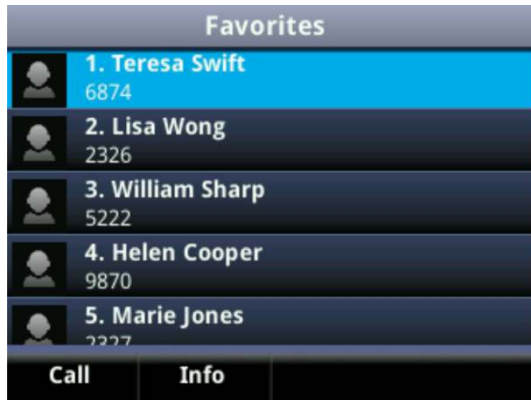 Favorites
1. Teresa Swift
6874
2. Lisa Wong
2326
3. William Sharp
5222
4. Helen Cooper
9870
5. Marie Jones
2327
Call Info